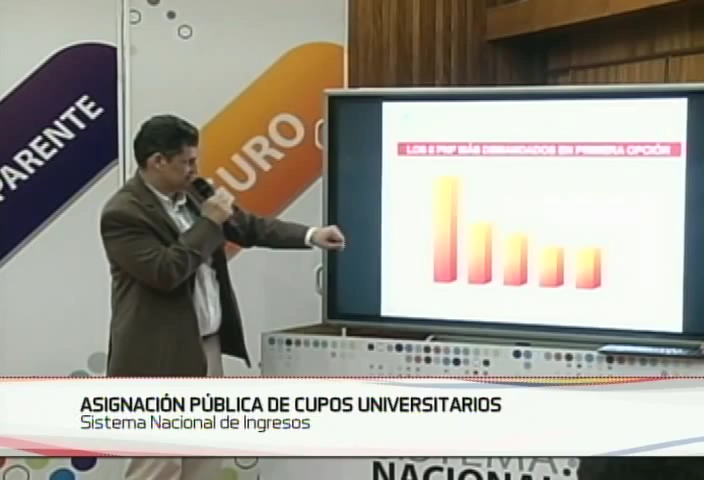 PARENTE
URO
LOS 5 PNF MÁS DEMANDADOS EN PRIMERA OPCIÓN
ASIGNACIÓN PÚBLICA DE CUPOS UNIVERSITARIOS
Sistema Nacional de Ingresos
SISTEMA
NACIONAL